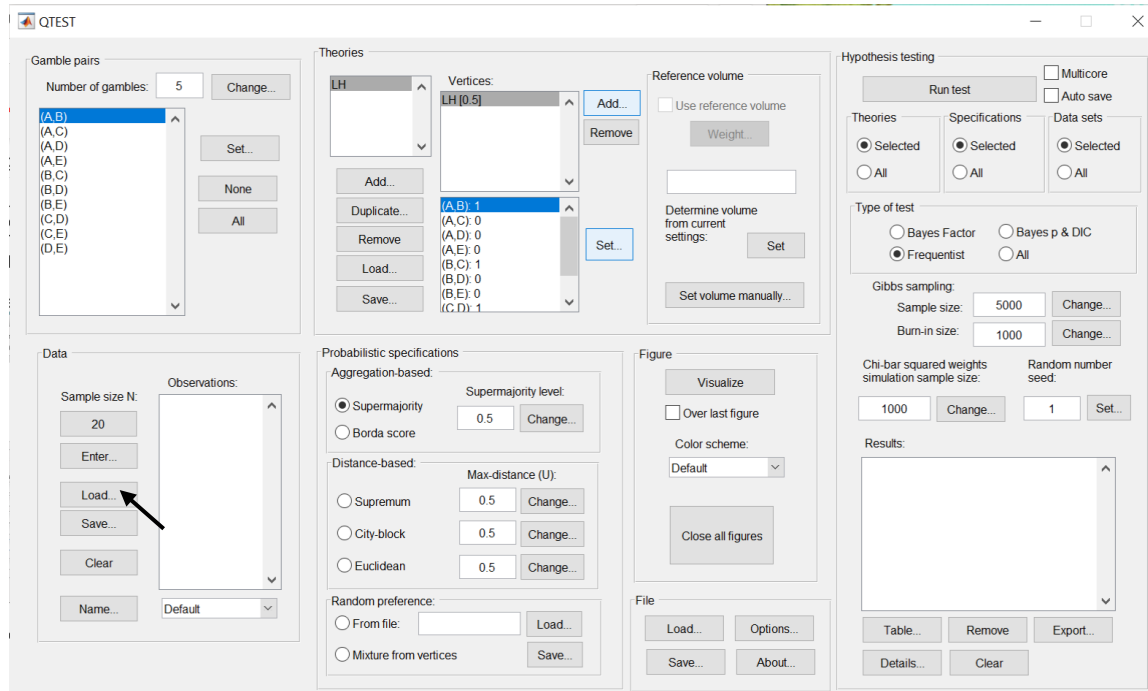 QTEST
Gamble pairs
Number of gambles: 5 Change...
(A,B)
(A,C)
(A,D)
(A,E)
(B,C)
(B,D)
(B,E)
(C,D)
(C,E)
(D,E)
Set...
None
All
Theories
LH
Vertices:
LH [0.5]
Add...
Remove
Add...
Duplicate...
Remove
Load...
Save...
(A,B): 1
(A,C): 0
(A,D): 0
(A,E): 0
(B,C): 1
(B,D): 0
(B,E): 0
(C,D): 1
Set...
Reference volume
Use reference volume
Weight...
Determine volume
from current
settings:
Set
Set volume manually...
Hypothesis testing
Run test
Multicore
Auto save
Theories
Selected
All
Specifications
Selected
All
Data sets
Selected
All
Type of test
Bayes Factor Bayes p & DIC
Frequentist All
Gibbs sampling:
Sample size: 5000 Change...
Burn-in size: 1000 Change...
Chi-bar squared weights
simulation sample size:
1000 Change...
Random number
seed:
1 Set...
Results:
Table... Remove Export...
Details... Clear
Data
Sample size N:
20
Enter...
Load...
Save...
Clear
Name...
Observations:
Default
Probabilistic specifications
Aggregation-based:
Supermajority level:
Supermajority 0.5 Change...
Borda score
Distance-based:
Max-distance (U):
Supremum 0.5 Change...
City-block 0.5 Change...
Euclidean 0.5 Change...
Random preference:
From file: Load...
Mixture from vertices Save...
Figure
Visualize
Over last figure
Color scheme:
Default
Close all figures
File
Load... Options...
Save... About...